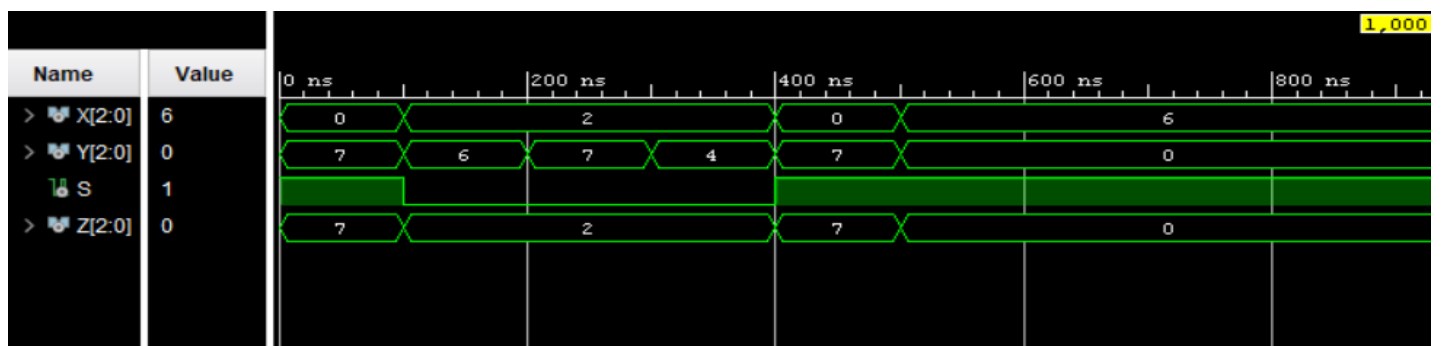 1,000
Name Value 0 ns 200 ns 400 ns 600 ns 800 ns
> X[2:0] 6 0 2 0 6
> Y[2:0] 0 7 6 7 4 7 0
S 1
> Z[2:0] 0 7 2 7 0